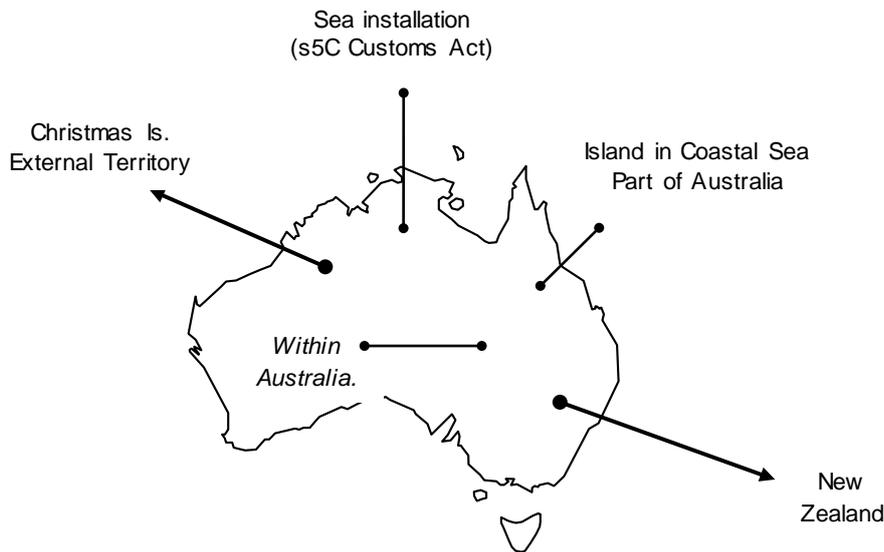 Sea installation
(s5C Customs Act)
Christmas Is.
External Territory
Island in Coastal Sea
Part of Australia
Within
Australia.
New
Zealand